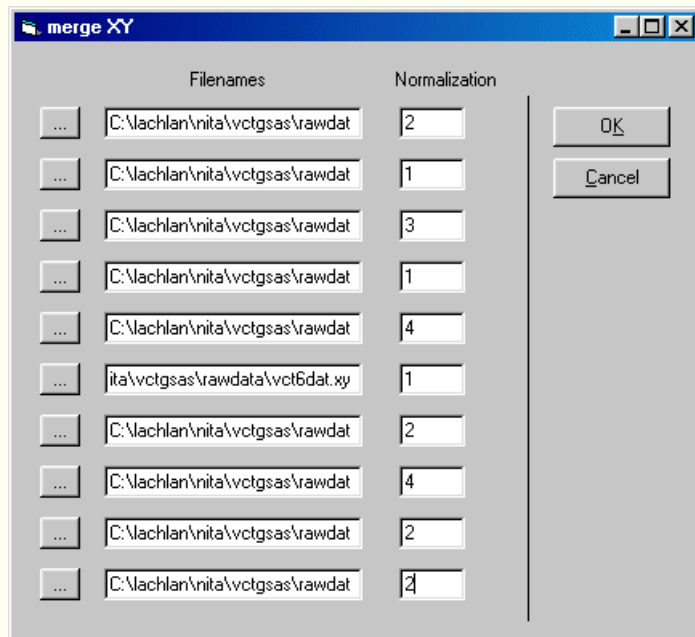 merge XY
Filenames Normalization
... C:\lachlan\nita\vctgsas\rawdat 2 OK
... C:\lachlan\nita\vctgsas\rawdat 1 Cancel
... C:\lachlan\nita\vctgsas\rawdat 3
... C:\lachlan\nita\vctgsas\rawdat 1
... C:\lachlan\nita\vctgsas\rawdat 4
... ita\vctgsas\rawdata\vct6dat.xy 1
... C:\lachlan\nita\vctgsas\rawdat 2
... C:\lachlan\nita\vctgsas\rawdat 4
... C:\lachlan\nita\vctgsas\rawdat 2
... C:\lachlan\nita\vctgsas\rawdat 2